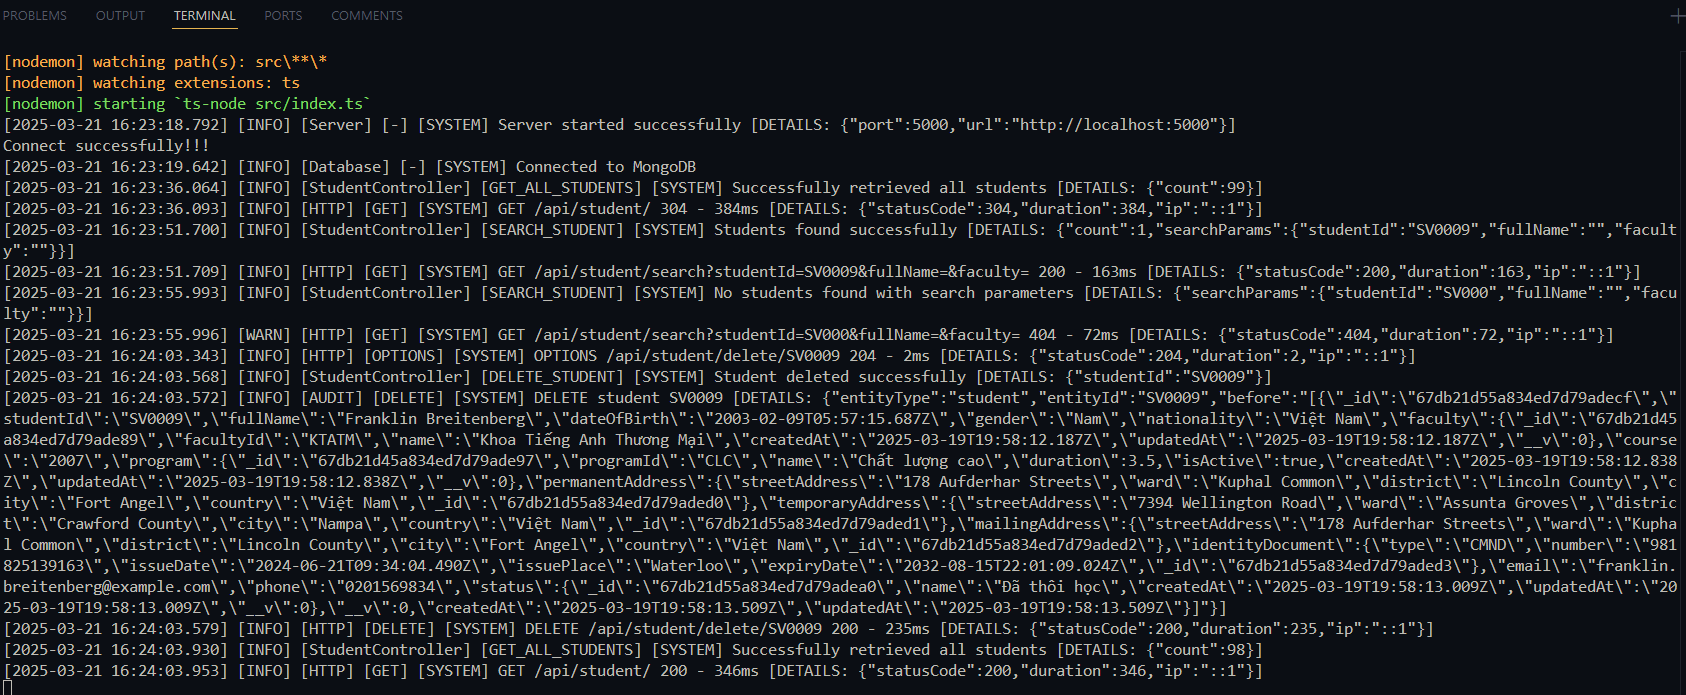 PROBLEMS OUTPUT TERMINAL PORTS COMMENTS
[nodemon] watching path(s): src\**\*
[nodemon] watching extensions: ts
[nodemon] starting `ts-node src/index.ts`
[2025-03-21 16:23:18.792] [INFO] [Server] [-] [SYSTEM] Server started successfully [DETAILS: {"port":5000,"url":"http://localhost:5000"}]
Connect successfully!!!
[2025-03-21 16:23:19.642] [INFO] [Database] [-] [SYSTEM] Connected to MongoDB
[2025-03-21 16:23:36.064] [INFO] [StudentController] [GET_ALL_STUDENTS] [SYSTEM] Successfully retrieved all students [DETAILS: {"count":99}]
[2025-03-21 16:23:36.093] [INFO] [HTTP] [GET] [SYSTEM] GET /api/student/ 304 - 384ms [DETAILS: {"statusCode":304,"duration":384,"ip":"::1"}]
[2025-03-21 16:23:51.700] [INFO] [StudentController] [SEARCH_STUDENT] [SYSTEM] Students found successfully [DETAILS: {"count":1,"searchParams":{"studentId":"SV0009","fullName":"","facult
y":""}}]
[2025-03-21 16:23:51.709] [INFO] [HTTP] [GET] [SYSTEM] GET /api/student/search?studentId=SV0009&fullName=&faculty= 200 - 163ms [DETAILS: {"statusCode":200,"duration":163,"ip":"::1"}]
[2025-03-21 16:23:55.993] [INFO] [StudentController] [SEARCH_STUDENT] [SYSTEM] No students found with search parameters [DETAILS: {"searchParams":{"studentId":"SV000","fullName":"","facu
lty":""}}]
[2025-03-21 16:23:55.996] [WARN] [HTTP] [GET] [SYSTEM] GET /api/student/search?studentId=SV000&fullName=&faculty= 404 - 72ms [DETAILS: {"statusCode":404,"duration":72,"ip":"::1"}]
[2025-03-21 16:24:03.343] [INFO] [HTTP] [OPTIONS] [SYSTEM] OPTIONS /api/student/delete/SV0009 204 - 2ms [DETAILS: {"statusCode":204,"duration":2,"ip":"::1"}]
[2025-03-21 16:24:03.568] [INFO] [StudentController] [DELETE_STUDENT] [SYSTEM] Student deleted successfully [DETAILS: {"studentId":"SV0009"}]
[2025-03-21 16:24:03.572] [INFO] [AUDIT] [DELETE] [SYSTEM] DELETE student SV0009 [DETAILS: {"entityType":"student","entityId":"SV0009","before":"[{\"_id\":\"67db21d55a834ed7d79adecf\",\"
studentId\":\"SV0009\",\"fullName\":\"Franklin Breitenberg\",\"dateOfBirth\":\"2003-02-09T05:57:15.687Z\",\"gender\":\"Nam\",\"nationality\":\"Việt Nam\",\"faculty\":{\"_id\":\"67db21d45
a834ed7d79ade89\",\"facultyId\":\"KTATM\",\"name\":\"Khoa Tiếng Anh Thương Mại\",\"createdAt\":\"2025-03-19T19:58:12.187Z\",\"updatedAt\":\"2025-03-19T19:58:12.187Z\",\"__v\":0},\"course
\":\"2007\",\"program\":{\"_id\":\"67db21d45a834ed7d79ade97\",\"programId\":\"CLC\",\"name\":\"Chất lượng cao\",\"duration\":3.5,\"isActive\":true,\"createdAt\":\"2025-03-19T19:58:12.838
Z\",\"updatedAt\":\"2025-03-19T19:58:12.838Z\",\"__v\":0},\"permanentAddress\":{\"streetAddress\":\"178 Aufderhar Streets\",\"ward\":\"Kuphal Common\",\"district\":\"Lincoln County\",\"c
ity\":\"Fort Angel\",\"country\":\"Việt Nam\",\"_id\":\"67db21d55a834ed7d79aded0\"},\"temporaryAddress\":{\"streetAddress\":\"7394 Wellington Road\",\"ward\":\"Assunta Groves\",\"distric
t\":\"Crawford County\",\"city\":\"Nampa\",\"country\":\"Việt Nam\",\"_id\":\"67db21d55a834ed7d79aded1\"},\"mailingAddress\":{\"streetAddress\":\"178 Aufderhar Streets\",\"ward\":\"Kupha
l Common\",\"district\":\"Lincoln County\",\"city\":\"Fort Angel\",\"country\":\"Việt Nam\",\"_id\":\"67db21d55a834ed7d79aded2\"},\"identityDocument\":{\"type\":\"CMND\",\"number\":\"981
825139163\",\"issueDate\":\"2024-06-21T09:34:04.490Z\",\"issuePlace\":\"Waterloo\",\"expiryDate\":\"2032-08-15T22:01:09.024Z\",\"_id\":\"67db21d55a834ed7d79aded3\"},\"email\":\"franklin.
breitenberg@example.com\",\"phone\":\"0201569834\",\"status\":{\"_id\":\"67db21d55a834ed7d79adea0\",\"name\":\"Đã thôi học\",\"createdAt\":\"2025-03-19T19:58:13.009Z\",\"updatedAt\":\"20
25-03-19T19:58:13.009Z\",\"__v\":0},\"__v\":0,\"createdAt\":\"2025-03-19T19:58:13.509Z\",\"updatedAt\":\"2025-03-19T19:58:13.509Z\"}]"}]
[2025-03-21 16:24:03.579] [INFO] [HTTP] [DELETE] [SYSTEM] DELETE /api/student/delete/SV0009 200 - 235ms [DETAILS: {"statusCode":200,"duration":235,"ip":"::1"}]
[2025-03-21 16:24:03.930] [INFO] [StudentController] [GET_ALL_STUDENTS] [SYSTEM] Successfully retrieved all students [DETAILS: {"count":98}]
[2025-03-21 16:24:03.953] [INFO] [HTTP] [GET] [SYSTEM] GET /api/student/ 200 - 346ms [DETAILS: {"statusCode":200,"duration":346,"ip":"::1"}]